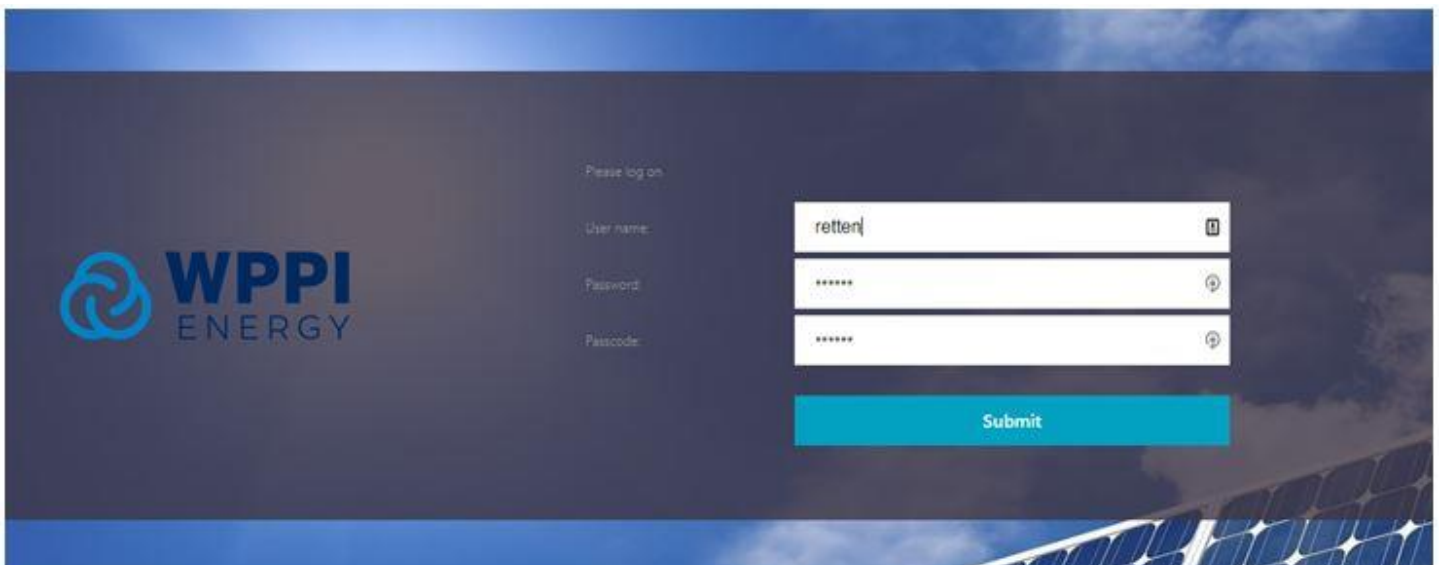 Please log on
WPPI
ENERGY
User name:
retten
Password:
••••••
Passcode:
••••••
Submit